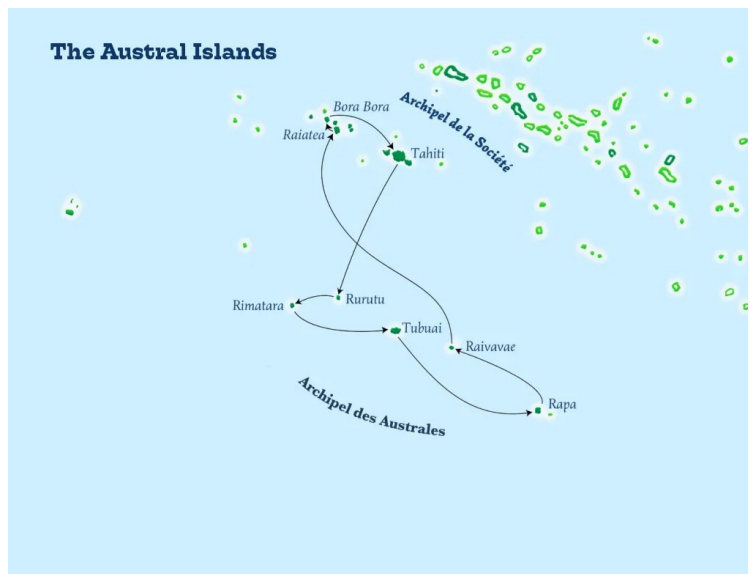 The Austral Islands
Bora Bora
Archipel de la Société
Raiatea
Tahiti
Rimatara
Rurutu
Tubuai
Raivavae
Archipel des Australes
Rapa